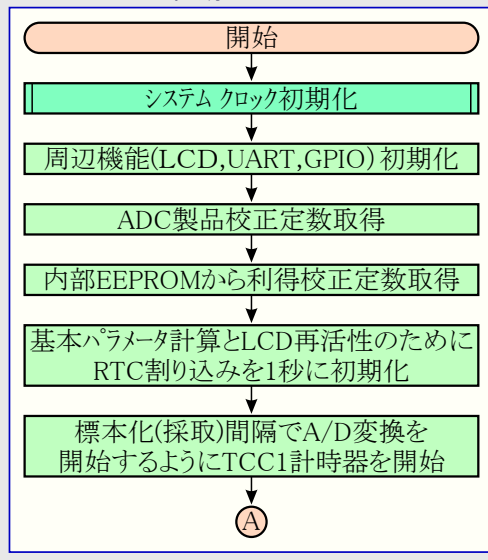 開始
システム クロック初期化
周辺機能(LCD,UART,GPIO)初期化
ADC製品校正定数取得
内部EEPROMから利得校正定数取得
基本パラメータ計算とLCD再活性のために
RTC割り込みを1秒に初期化
標本化(採取)間隔でA/D変換を
開始するようにTCC1計時器を開始
A